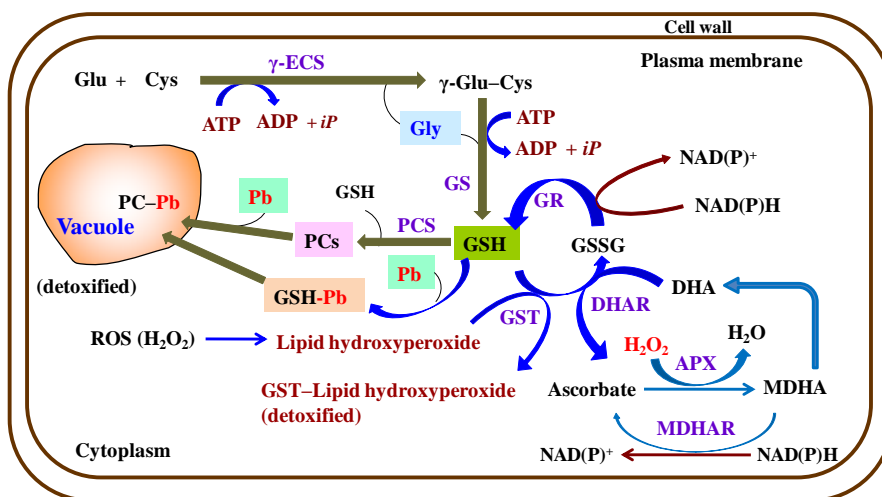 Cell wall
Plasma membrane
Glu + Cys
γ-ECS
γ-Glu–Cys
ATP
ADP + iP
Gly
ATP
ADP + iP
GS
NAD(P)+
NAD(P)H
GR
PC–Pb
Vacuole
(detoxified)
Pb
GSH
PCS
PCs
GSH
GSSG
Pb
GSH-Pb
GST
DHAR
DHA
ROS (H2O2)
Lipid hydroxyperoxide
H2O2
H2O
APX
GST–Lipid hydroxyperoxide
(detoxified)
Ascorbate
MDHA
MDHAR
Cytoplasm
NAD(P)+
NAD(P)H